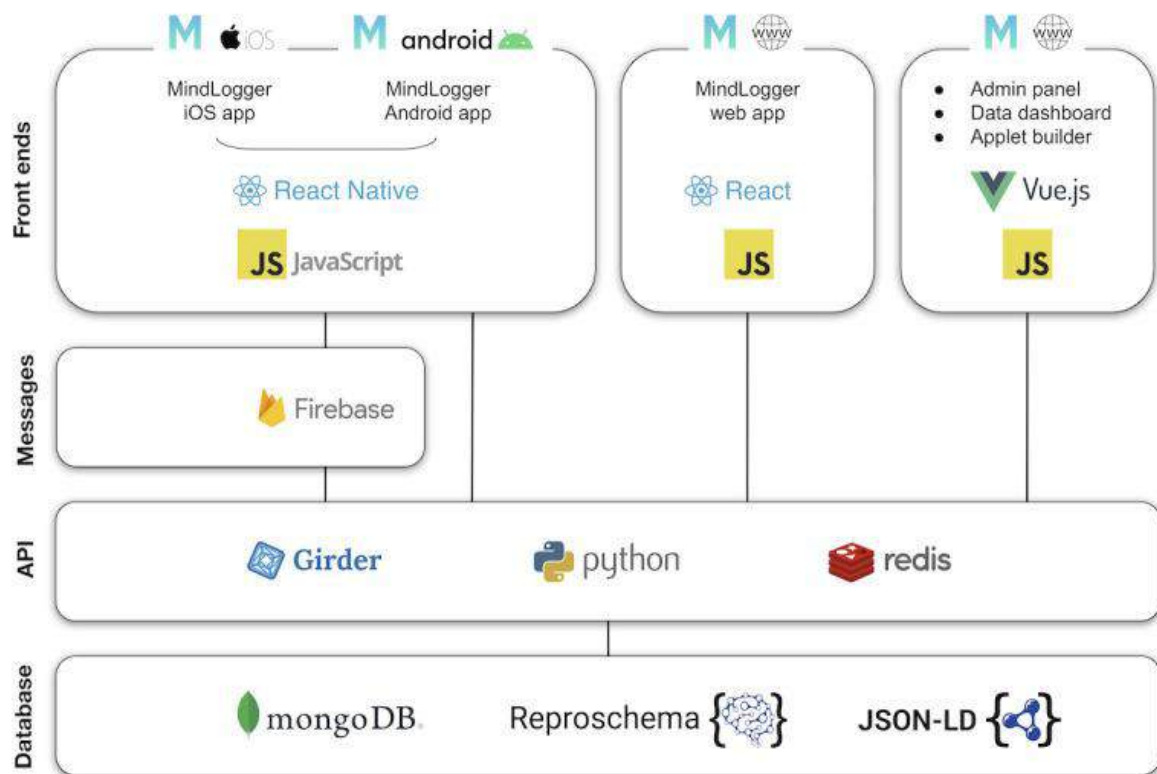 M iOS
M android
M WWW
M WWW
Front ends
MindLogger
iOS app
MindLogger
Android app
React Native
JS JavaScript
MindLogger
web app
React
JS
• Admin panel
• Data dashboard
• Applet builder
Vue.js
JS
Messages
Firebase
API
Girder
python
redis
Database
mongoDB®
Reproschema {}
JSON-LD {}